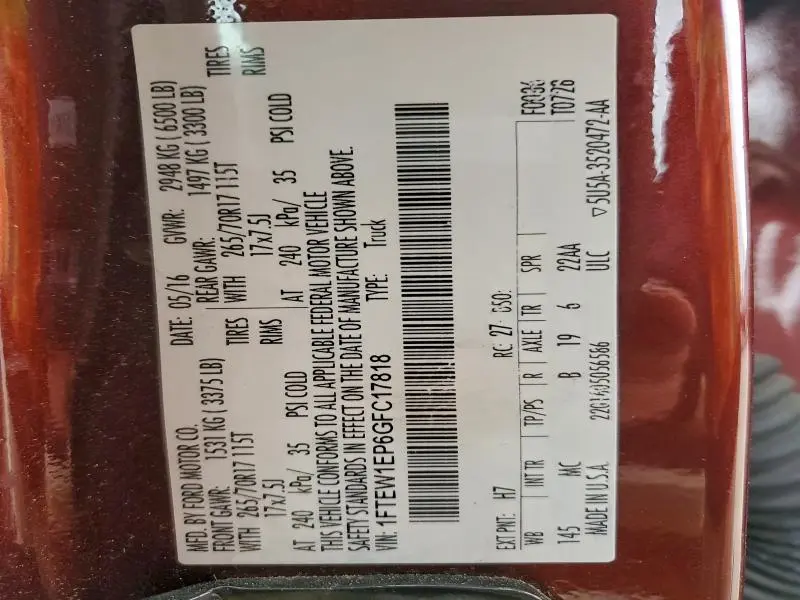 MFD. BY FORD MOTOR CO.
DATE: 05/16 GVWR: 2948 KG ( 6500 LB)
FRONT GAWR: 1531 KG ( 3375 LB) REAR GAWR: 1497 KG ( 3300 LB)
WITH 265/70R17 115T TIRES WITH 265/70R17 115T TIRES
17x7.5J RIMS 17x7.5J RIMS
AT 240 kPa/ 35 PSI COLD AT 240 kPa/ 35 PSI COLD
THIS VEHICLE CONFORMS TO ALL APPLICABLE FEDERAL MOTOR VEHICLE
SAFETY STANDARDS IN EFFECT ON THE DATE OF MANUFACTURE SHOWN ABOVE.
VIN: 1FTEW1EP6GFC17818 TYPE: Truck
F0036
T0726
EXT PNT: H7 RC: 27 DSO:
WB INT TR TP/PS R AXLE TR SPR
145 MC B 19 6 22AA
MADE IN U.S.A. ULC ▽5U5A-3520472-AA